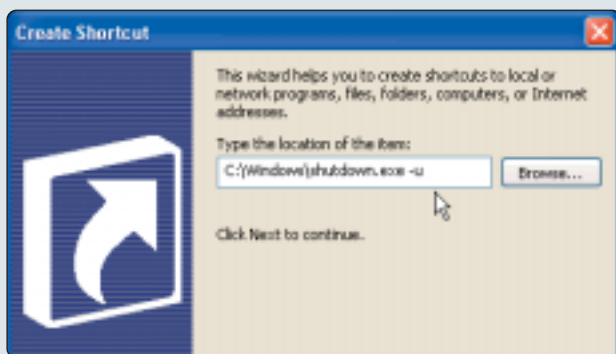 Create Shortcut
This wizard helps you to create shortcuts to local or
network programs, files, folders, computers, or Internet
addresses.
Type the location of the item:
C:\Windows\shutdown.exe -u
Browse...
Click Next to continue.